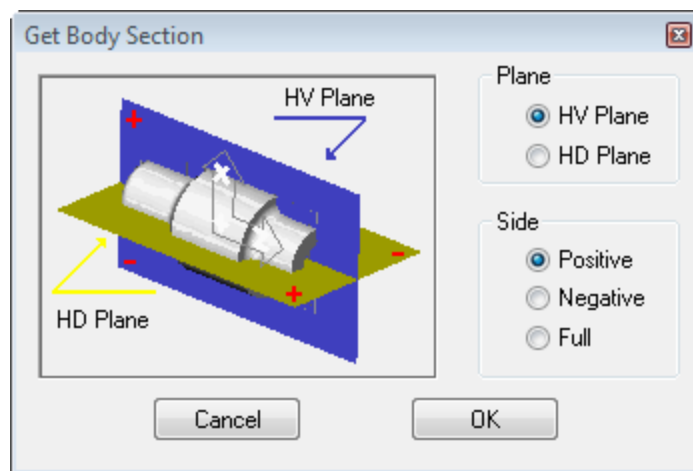 Get Body Section
HV Plane
+
-
-
+
HD Plane
Plane
HV Plane
HD Plane
Side
Positive
Negative
Full
Cancel
OK